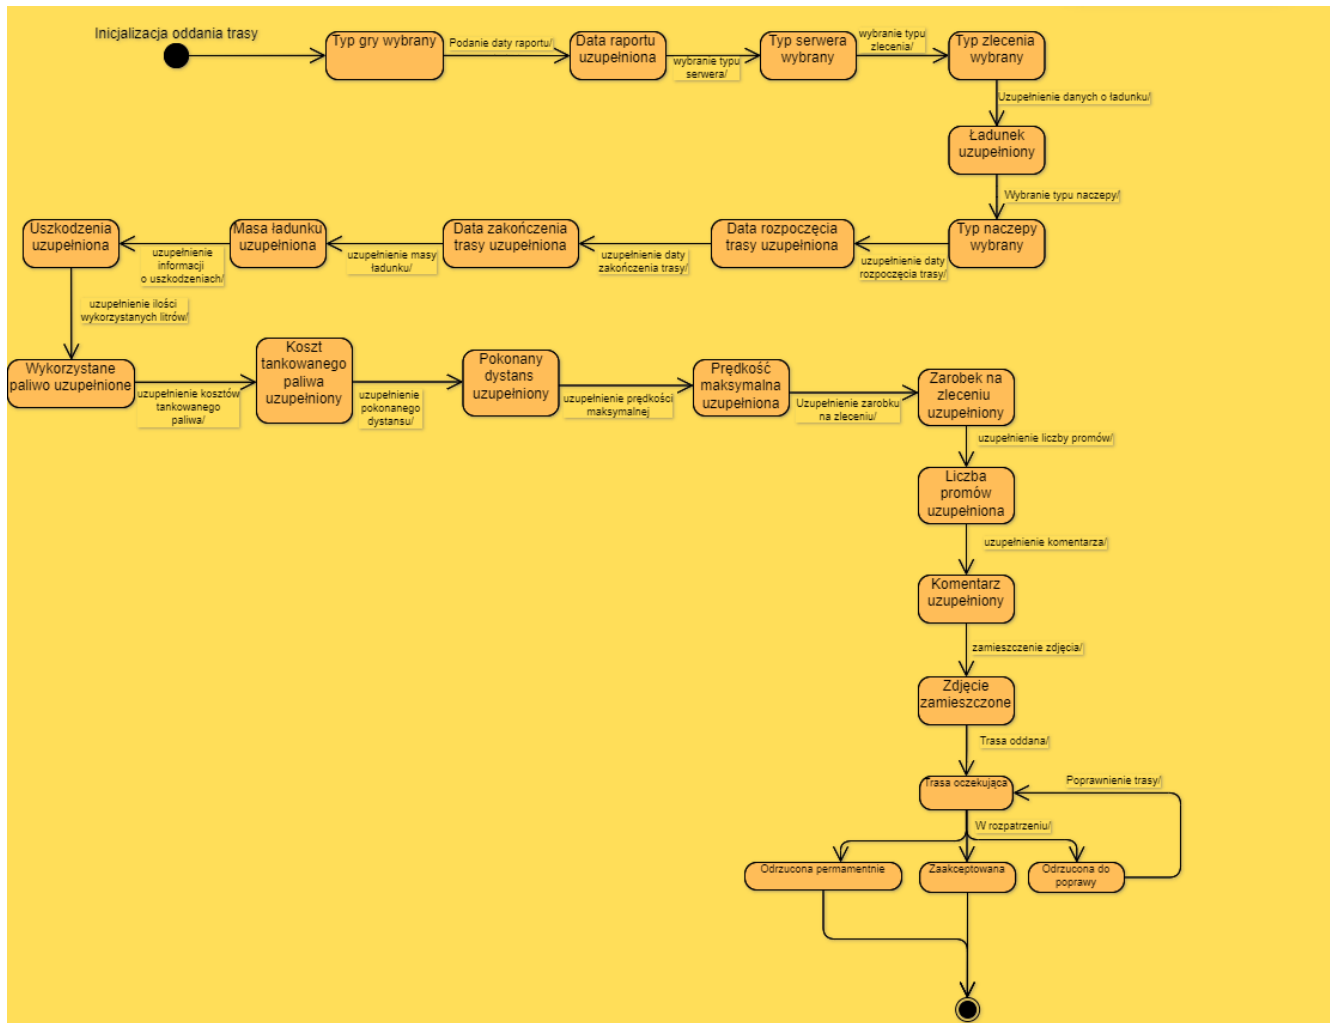 Inicjalizacja oddania trasy
Typ gry wybrany
Podanie daty raportu/
Data raportu
uzupełniona
wybranie typu
serwera/
Typ serwera
wybrany
wybranie typu
zlecenia/
Typ zlecenia
wybrany
Uzupełnienie danych o ładunku/
Ładunek
uzupełniony
Wybranie typu naczepy/
Typ naczepy
wybrany
uzupełnienie daty
rozpoczęcia trasy/
Data rozpoczęcia
trasy uzupełniona
uzupełnienie daty
zakończenia trasy/
Data zakończenia
trasy uzupełniona
uzupełnienie masy
ładunku/
Masa ładunku
uzupełniona
uzupełnienie
informacji
o uszkodzeniach/
Uszkodzenia
uzupełniona
uzupełnienie ilości
wykorzystanych litrów/
Wykorzystane
paliwo uzupełnione
uzupełnienie kosztów
tankowanego
paliwa/
Koszt
tankowanego
paliwa
uzupełniony
uzupełnienie
pokonanego
dystansu/
Pokonany
dystans
uzupełniony
uzupełnienie prędkości
maksymalnej
Prędkość
maksymalna
uzupełniona
Uzupełnienie zarobku
na zleceniu/
Zarobek na
zleceniu
uzupełniony
uzupełnienie liczby promów/
Liczba
promów
uzupełniona
uzupełnienie komentarza/
Komentarz
uzupełniony
zamieszczenie zdjęcia/
Zdjęcie
zamieszczone
Trasa oddana/
Trasa oczekująca
Poprawnienie trasy/
W rozpatrzeniu/
Odrzucona permamentnie
Zaakceptowana
Odrzucona do
poprawy